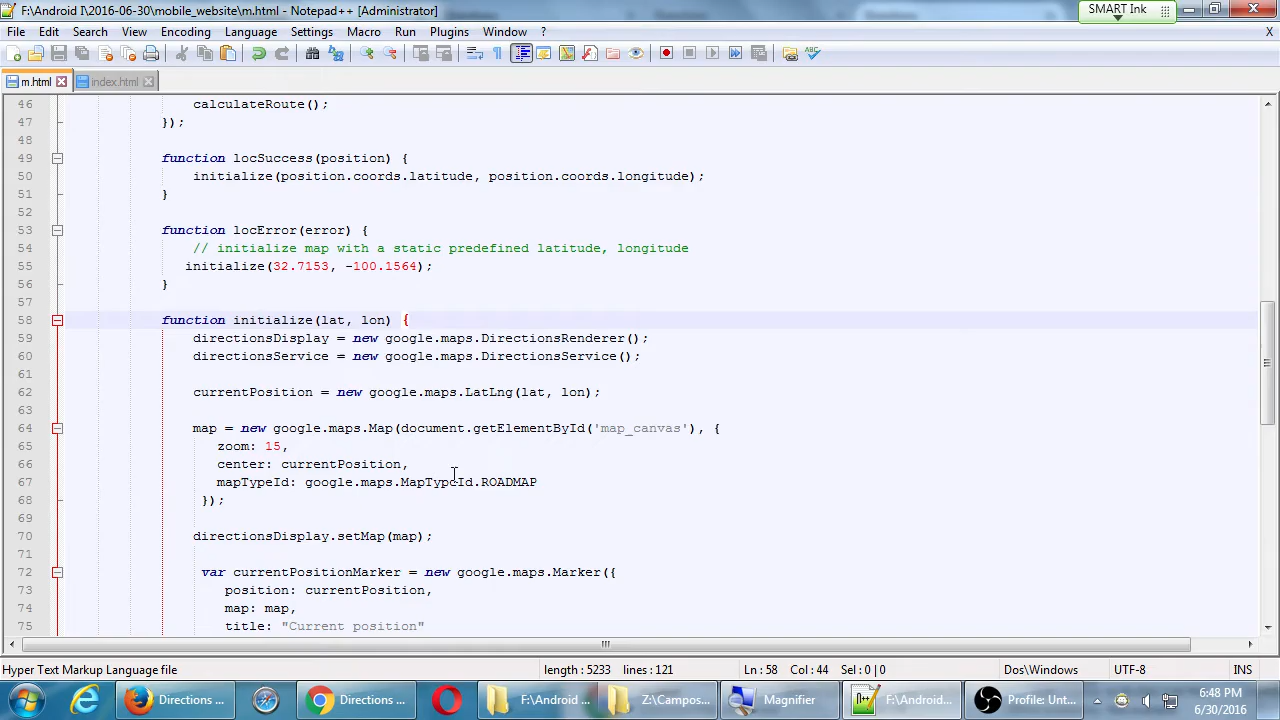 F:\Android I\2016-06-30\mobile_website\m.html - Notepad++ [Administrator]
SMART Ink
File Edit Search View Encoding Language Settings Macro Run Plugins Window ?
m.html index.html
46 calculateRoute();
47 });
48
49 function locSuccess(position) {
50 initialize(position.coords.latitude, position.coords.longitude);
51 }
52
53 function locError(error) {
54 // initialize map with a static predefined latitude, longitude
55 initialize(32.7153, -100.1564);
56 }
57
58 function initialize(lat, lon) {
59 directionsDisplay = new google.maps.DirectionsRenderer();
60 directionsService = new google.maps.DirectionsService();
61
62 currentPosition = new google.maps.LatLng(lat, lon);
63
64 map = new google.maps.Map(document.getElementById('map_canvas'), {
65 zoom: 15,
66 center: currentPosition,
67 mapTypeId: google.maps.MapTypeId.ROADMAP
68 });
69
70 directionsDisplay.setMap(map);
71
72 var currentPositionMarker = new google.maps.Marker({
73 position: currentPosition,
74 map: map,
75 title: "Current position"
Hyper Text Markup Language file length : 5233 lines : 121 Ln : 58 Col : 44 Sel : 0 | 0 Dos\Windows UTF-8 INS
Directions ... Directions ... F:\Android ... Z:\Campos... Magnifier F:\Androi... Profile: Unt... 6:48 PM
6/30/2016